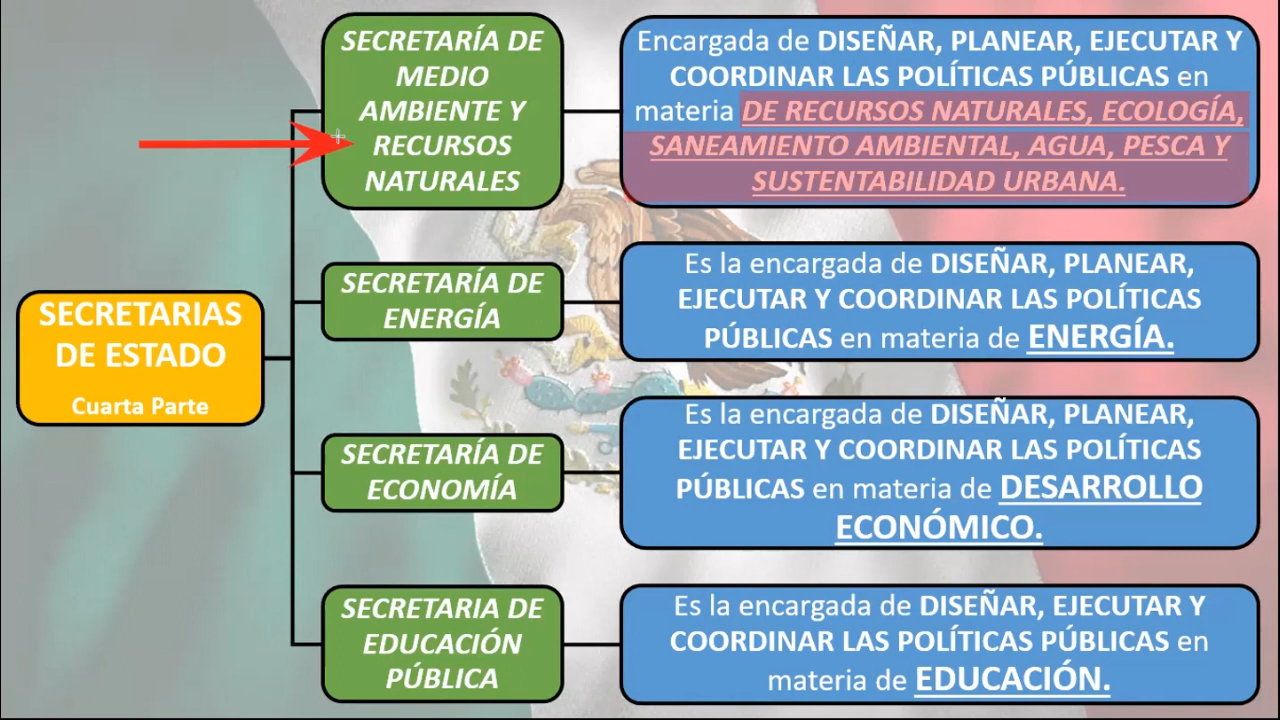 SECRETARIAS
DE ESTADO
Cuarta Parte
SECRETARÍA DE
MEDIO
AMBIENTE Y
RECURSOS
NATURALES
Encargada de DISEÑAR, PLANEAR, EJECUTAR Y
COORDINAR LAS POLÍTICAS PÚBLICAS en
materia DE RECURSOS NATURALES, ECOLOGÍA,
SANEAMIENTO AMBIENTAL, AGUA, PESCA Y
SUSTENTABILIDAD URBANA.
SECRETARÍA DE
ENERGÍA
Es la encargada de DISEÑAR, PLANEAR,
EJECUTAR Y COORDINAR LAS POLÍTICAS
PÚBLICAS en materia de ENERGÍA.
SECRETARÍA DE
ECONOMÍA
Es la encargada de DISEÑAR, PLANEAR,
EJECUTAR Y COORDINAR LAS POLÍTICAS
PÚBLICAS en materia de DESARROLLO
ECONÓMICO.
SECRETARIA DE
EDUCACIÓN
PÚBLICA
Es la encargada de DISEÑAR, EJECUTAR Y
COORDINAR LAS POLÍTICAS PÚBLICAS en
materia de EDUCACIÓN.